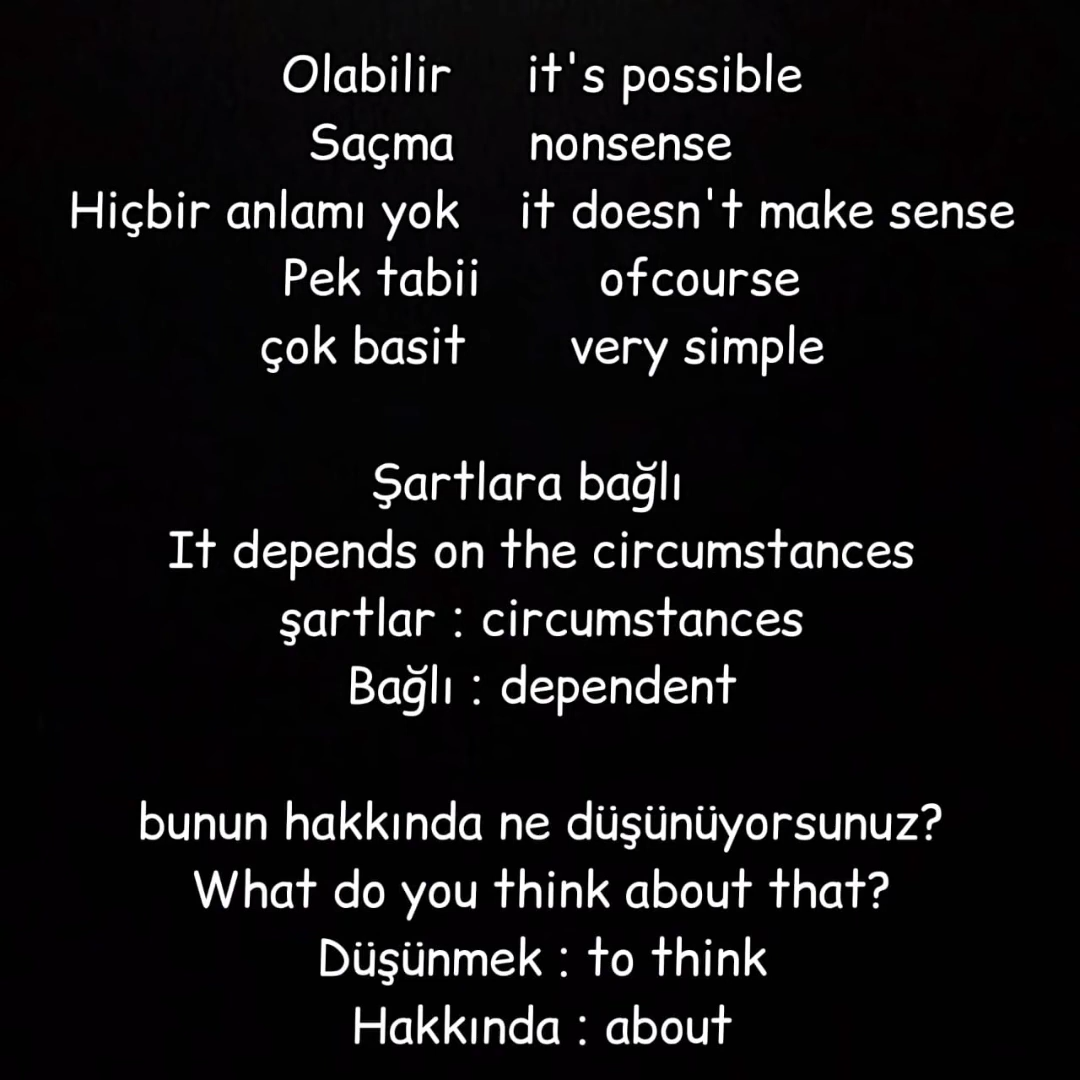 Olabilir it's possible
Saçma nonsense
Hiçbir anlamı yok it doesn't make sense
Pek tabii ofcourse
çok basit very simple
Şartlara bağlı
It depends on the circumstances
şartlar : circumstances
Bağlı : dependent
bunun hakkında ne düşünüyorsunuz?
What do you think about that?
Düşünmek : to think
Hakkında : about